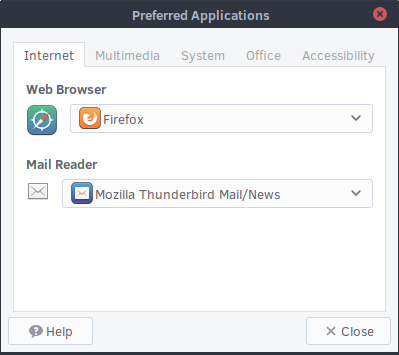 Preferred Applications
Internet Multimedia System Office Accessibility
Web Browser
Firefox
Mail Reader
Mozilla Thunderbird Mail/News
Help Close